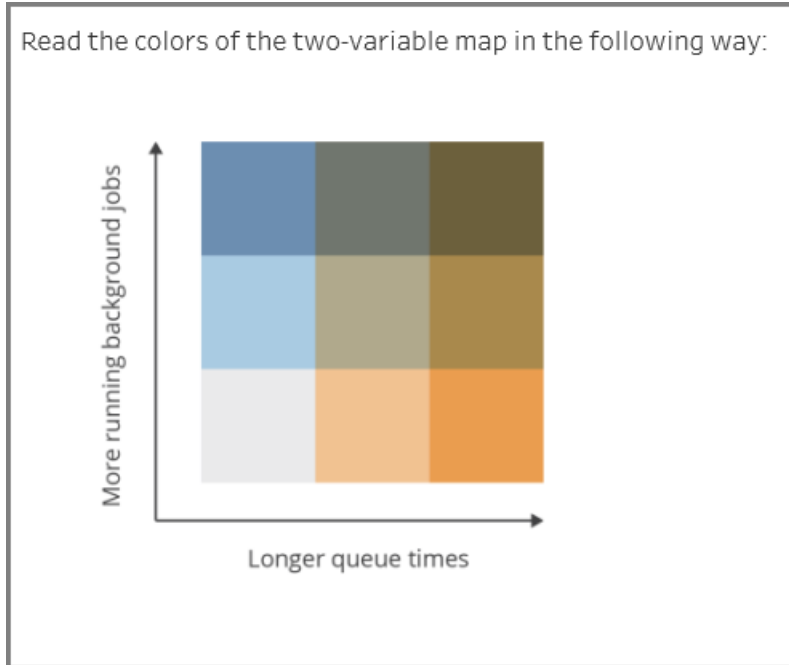 Read the colors of the two-variable map in the following way:
More running background jobs
Longer queue times